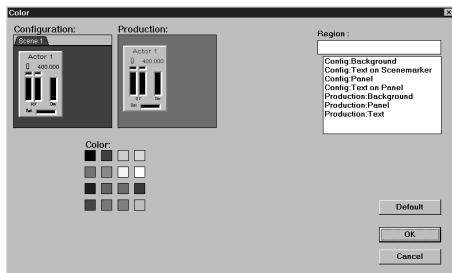 Color
Configuration:
Production:
Region :
Scene 1
Actor 1
400.000
Actor 1
400.000
Config:Background
Config:Text on Scenemarker
Config:Panel
Config:Text on Panel
Production:Background
Production:Panel
Production:Text
Color:
Default
OK
Cancel